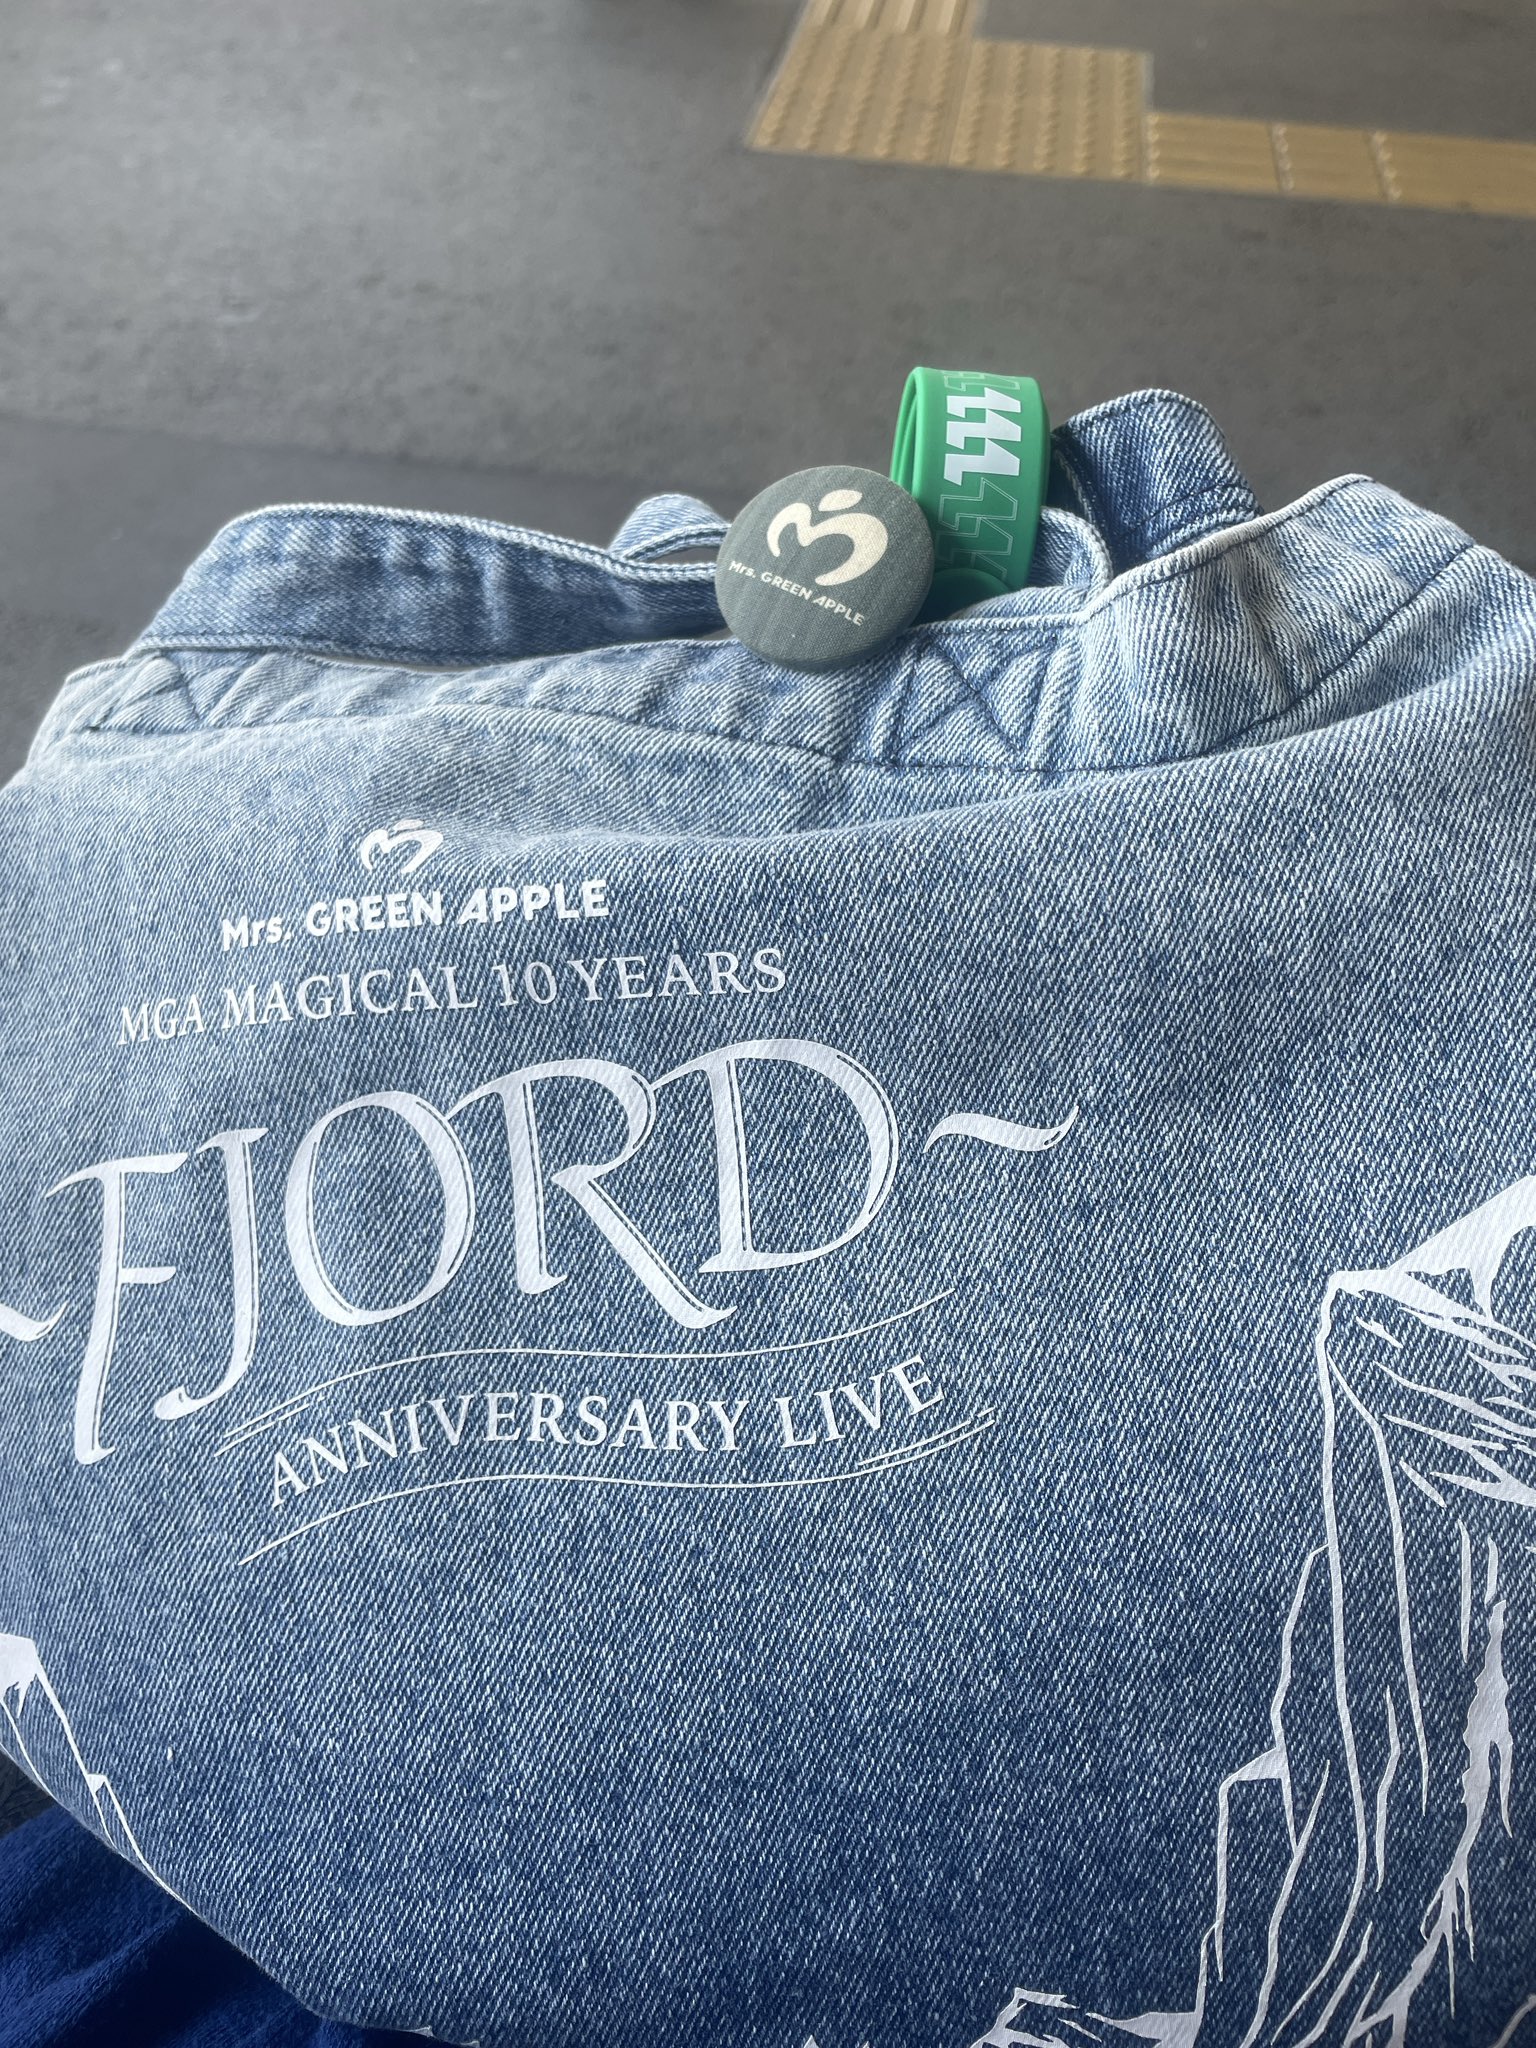 Mrs. GREEN APPLE
Mrs. GREEN APPLE
MGA MAGICAL 10 YEARS
~FJORD~
ANNIVERSARY LIVE